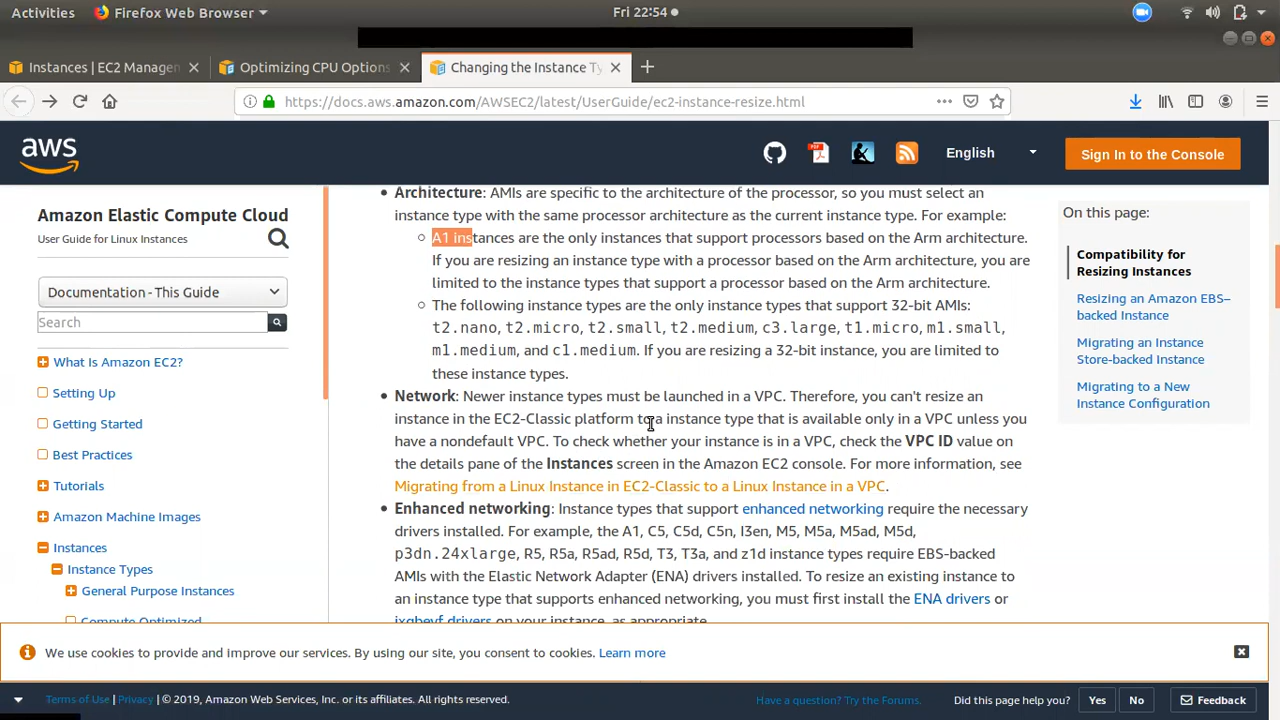 Activities Firefox Web Browser Fri 22:54
Instances | EC2 Manager Optimizing CPU Options Changing the Instance Ty
https://docs.aws.amazon.com/AWSEC2/latest/UserGuide/ec2-instance-resize.html
aws English Sign In to the Console
Amazon Elastic Compute Cloud
User Guide for Linux Instances
Documentation - This Guide
Search
What Is Amazon EC2?
Setting Up
Getting Started
Best Practices
Tutorials
Amazon Machine Images
Instances
Instance Types
General Purpose Instances
Compute Optimized
• Architecture: AMIs are specific to the architecture of the processor, so you must select an
instance type with the same processor architecture as the current instance type. For example:
A1 instances are the only instances that support processors based on the Arm architecture.
If you are resizing an instance type with a processor based on the Arm architecture, you are
limited to the instance types that support a processor based on the Arm architecture.
The following instance types are the only instance types that support 32-bit AMIs:
t2.nano, t2.micro, t2.small, t2.medium, c3.large, t1.micro, m1.small,
m1.medium, and c1.medium. If you are resizing a 32-bit instance, you are limited to
these instance types.
• Network: Newer instance types must be launched in a VPC. Therefore, you can't resize an
instance in the EC2-Classic platform to a instance type that is available only in a VPC unless you
have a nondefault VPC. To check whether your instance is in a VPC, check the VPC ID value on
the details pane of the Instances screen in the Amazon EC2 console. For more information, see
Migrating from a Linux Instance in EC2-Classic to a Linux Instance in a VPC.
• Enhanced networking: Instance types that support enhanced networking require the necessary
drivers installed. For example, the A1, C5, C5d, C5n, I3en, M5, M5a, M5ad, M5d,
p3dn.24xlarge, R5, R5a, R5ad, R5d, T3, T3a, and z1d instance types require EBS-backed
AMIs with the Elastic Network Adapter (ENA) drivers installed. To resize an existing instance to
an instance type that supports enhanced networking, you must first install the ENA drivers or
ixgbevf drivers on your instance, as appropriate.
On this page:
Compatibility for
Resizing Instances
Resizing an Amazon EBS–
backed Instance
Migrating an Instance
Store-backed Instance
Migrating to a New
Instance Configuration
We use cookies to provide and improve our services. By using our site, you consent to cookies. Learn more
Terms of Use | Privacy | © 2019, Amazon Web Services, Inc. or its affiliates. All rights reserved. Have a question? Try the Forums. Did this page help you? Yes No Feedback